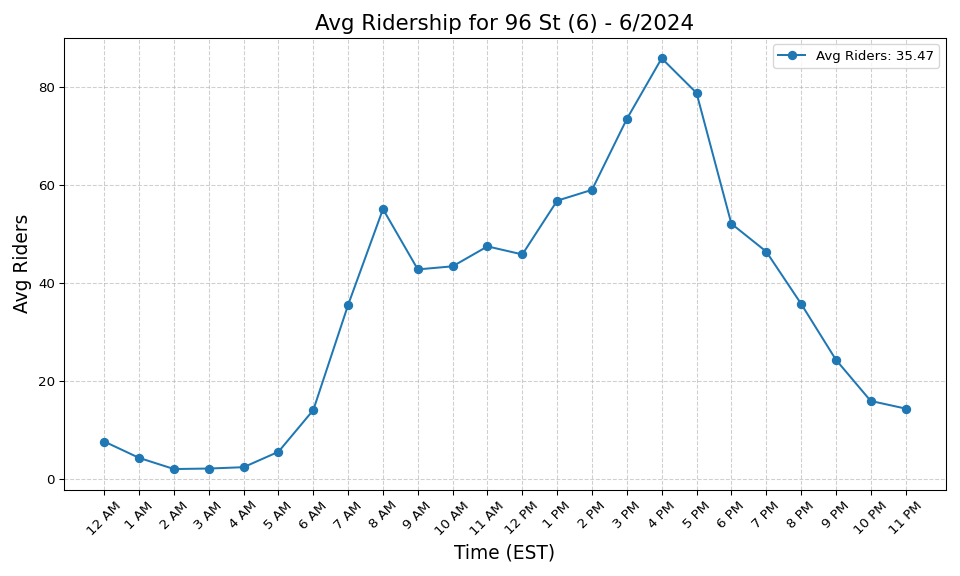 Avg Ridership for 96 St (6) - 6/2024
Avg Riders: 35.47
Avg Riders
80
60
40
20
0
12 AM
1 AM
2 AM
3 AM
4 AM
5 AM
6 AM
7 AM
8 AM
9 AM
10 AM
11 AM
12 PM
1 PM
2 PM
3 PM
4 PM
5 PM
6 PM
7 PM
8 PM
9 PM
10 PM
11 PM
Time (EST)